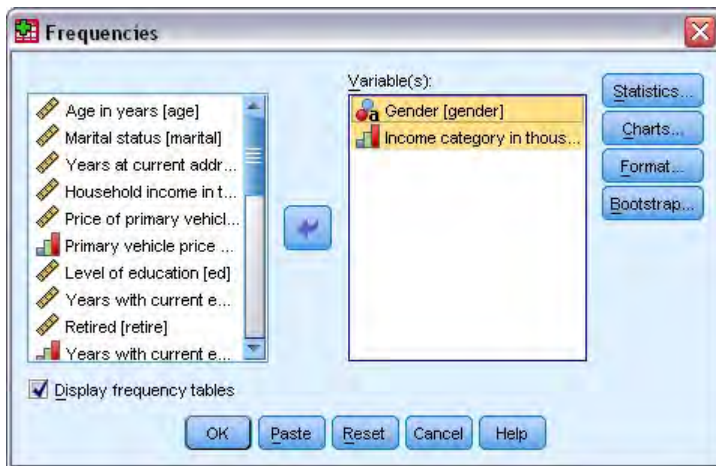 Frequencies
Variable(s):
Age in years [age]
Marital status [marital]
Years at current addr...
Household income in t...
Price of primary vehicl...
Primary vehicle price ...
Level of education [ed]
Years with current e...
Retired [retire]
Years with current e...
a Gender [gender]
Income category in thous...
Statistics...
Charts...
Format...
Bootstrap...
Display frequency tables
OK Paste Reset Cancel Help